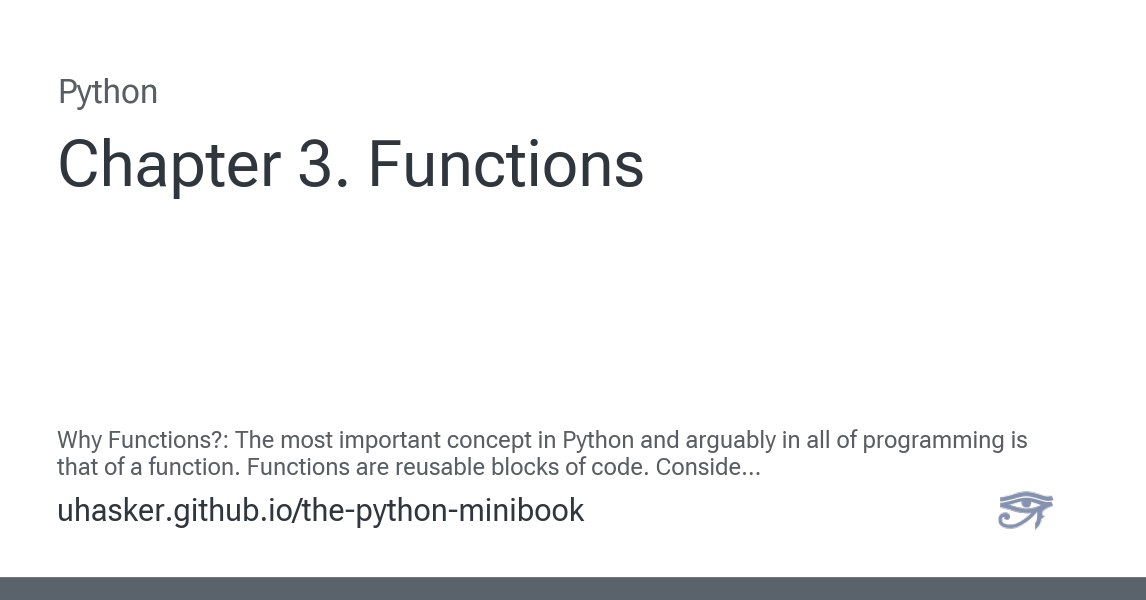 Python
Chapter 3. Functions
Why Functions?: The most important concept in Python and arguably in all of programming is
that of a function. Functions are reusable blocks of code. Conside...
uhasker.github.io/the-python-minibook